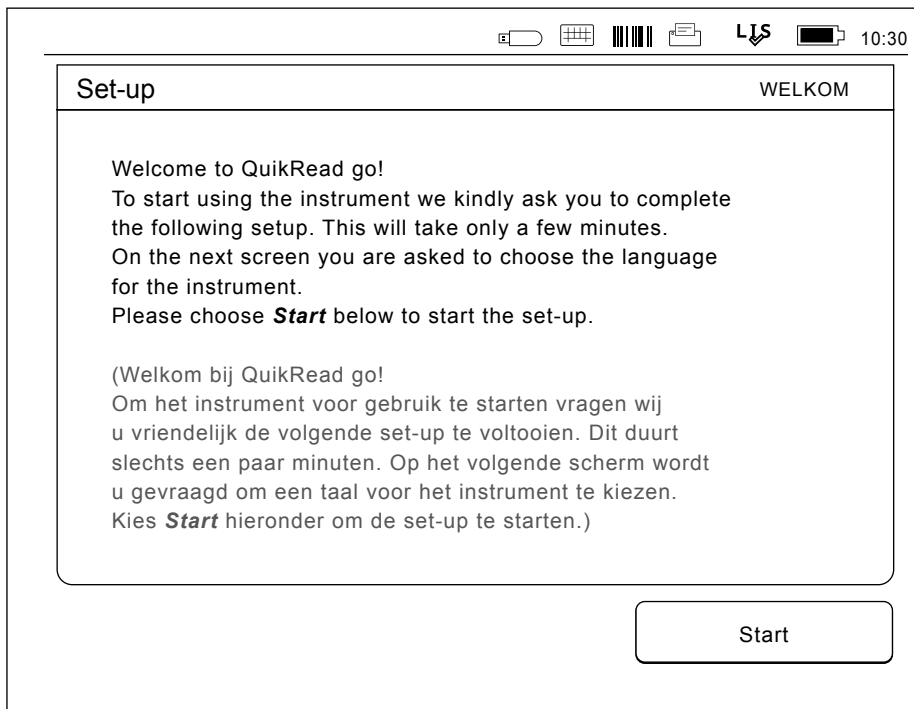 LIS 10:30
Set-up WELKOM
Welcome to QuikRead go!
To start using the instrument we kindly ask you to complete
the following setup. This will take only a few minutes.
On the next screen you are asked to choose the language
for the instrument.
Please choose Start below to start the set-up.
(Welkom bij QuikRead go!
Om het instrument voor gebruik te starten vragen wij
u vriendelijk de volgende set-up te voltooien. Dit duurt
slechts een paar minuten. Op het volgende scherm wordt
u gevraagd om een taal voor het instrument te kiezen.
Kies Start hieronder om de set-up te starten.)
Start